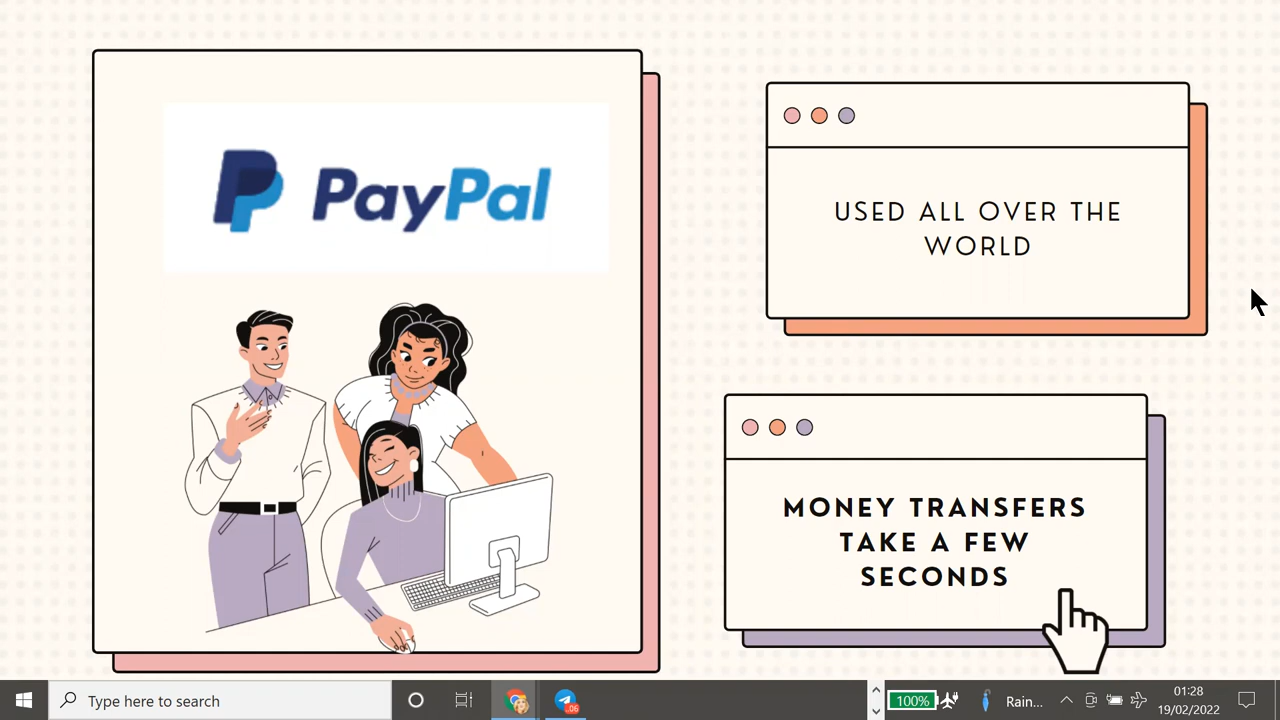 PayPal
USED ALL OVER THE
WORLD
MONEY TRANSFERS
TAKE A FEW
SECONDS
Type here to search
.06
100%
Rain...
01:28
19/02/2022